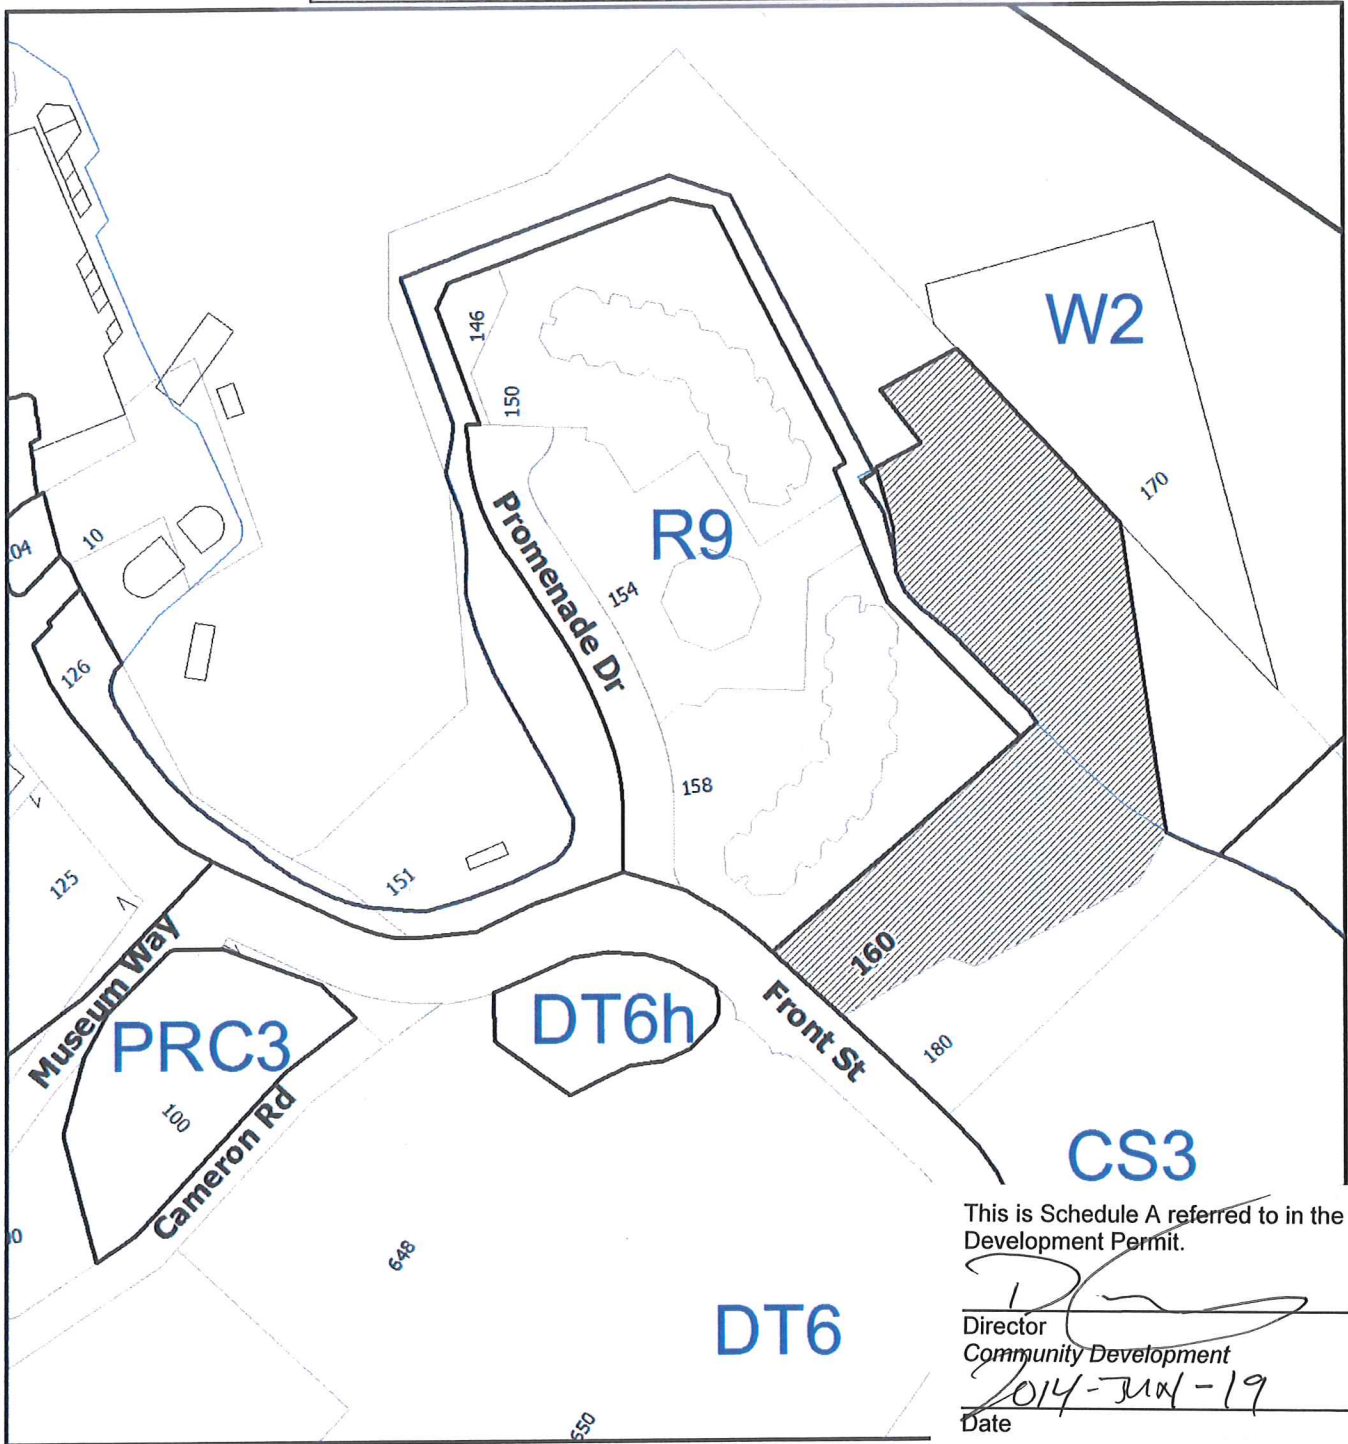 W2
146
150
170
Promenade Dr
R9
10
104
154
126
158
125
151
160
Museum Way
DT6h
Front St
PRC3
180
100
Cameron Rd
CS3
648
DT6
650
This is Schedule A referred to in the
Development Permit.
Director
Community Development
2014-JUN-19
Date